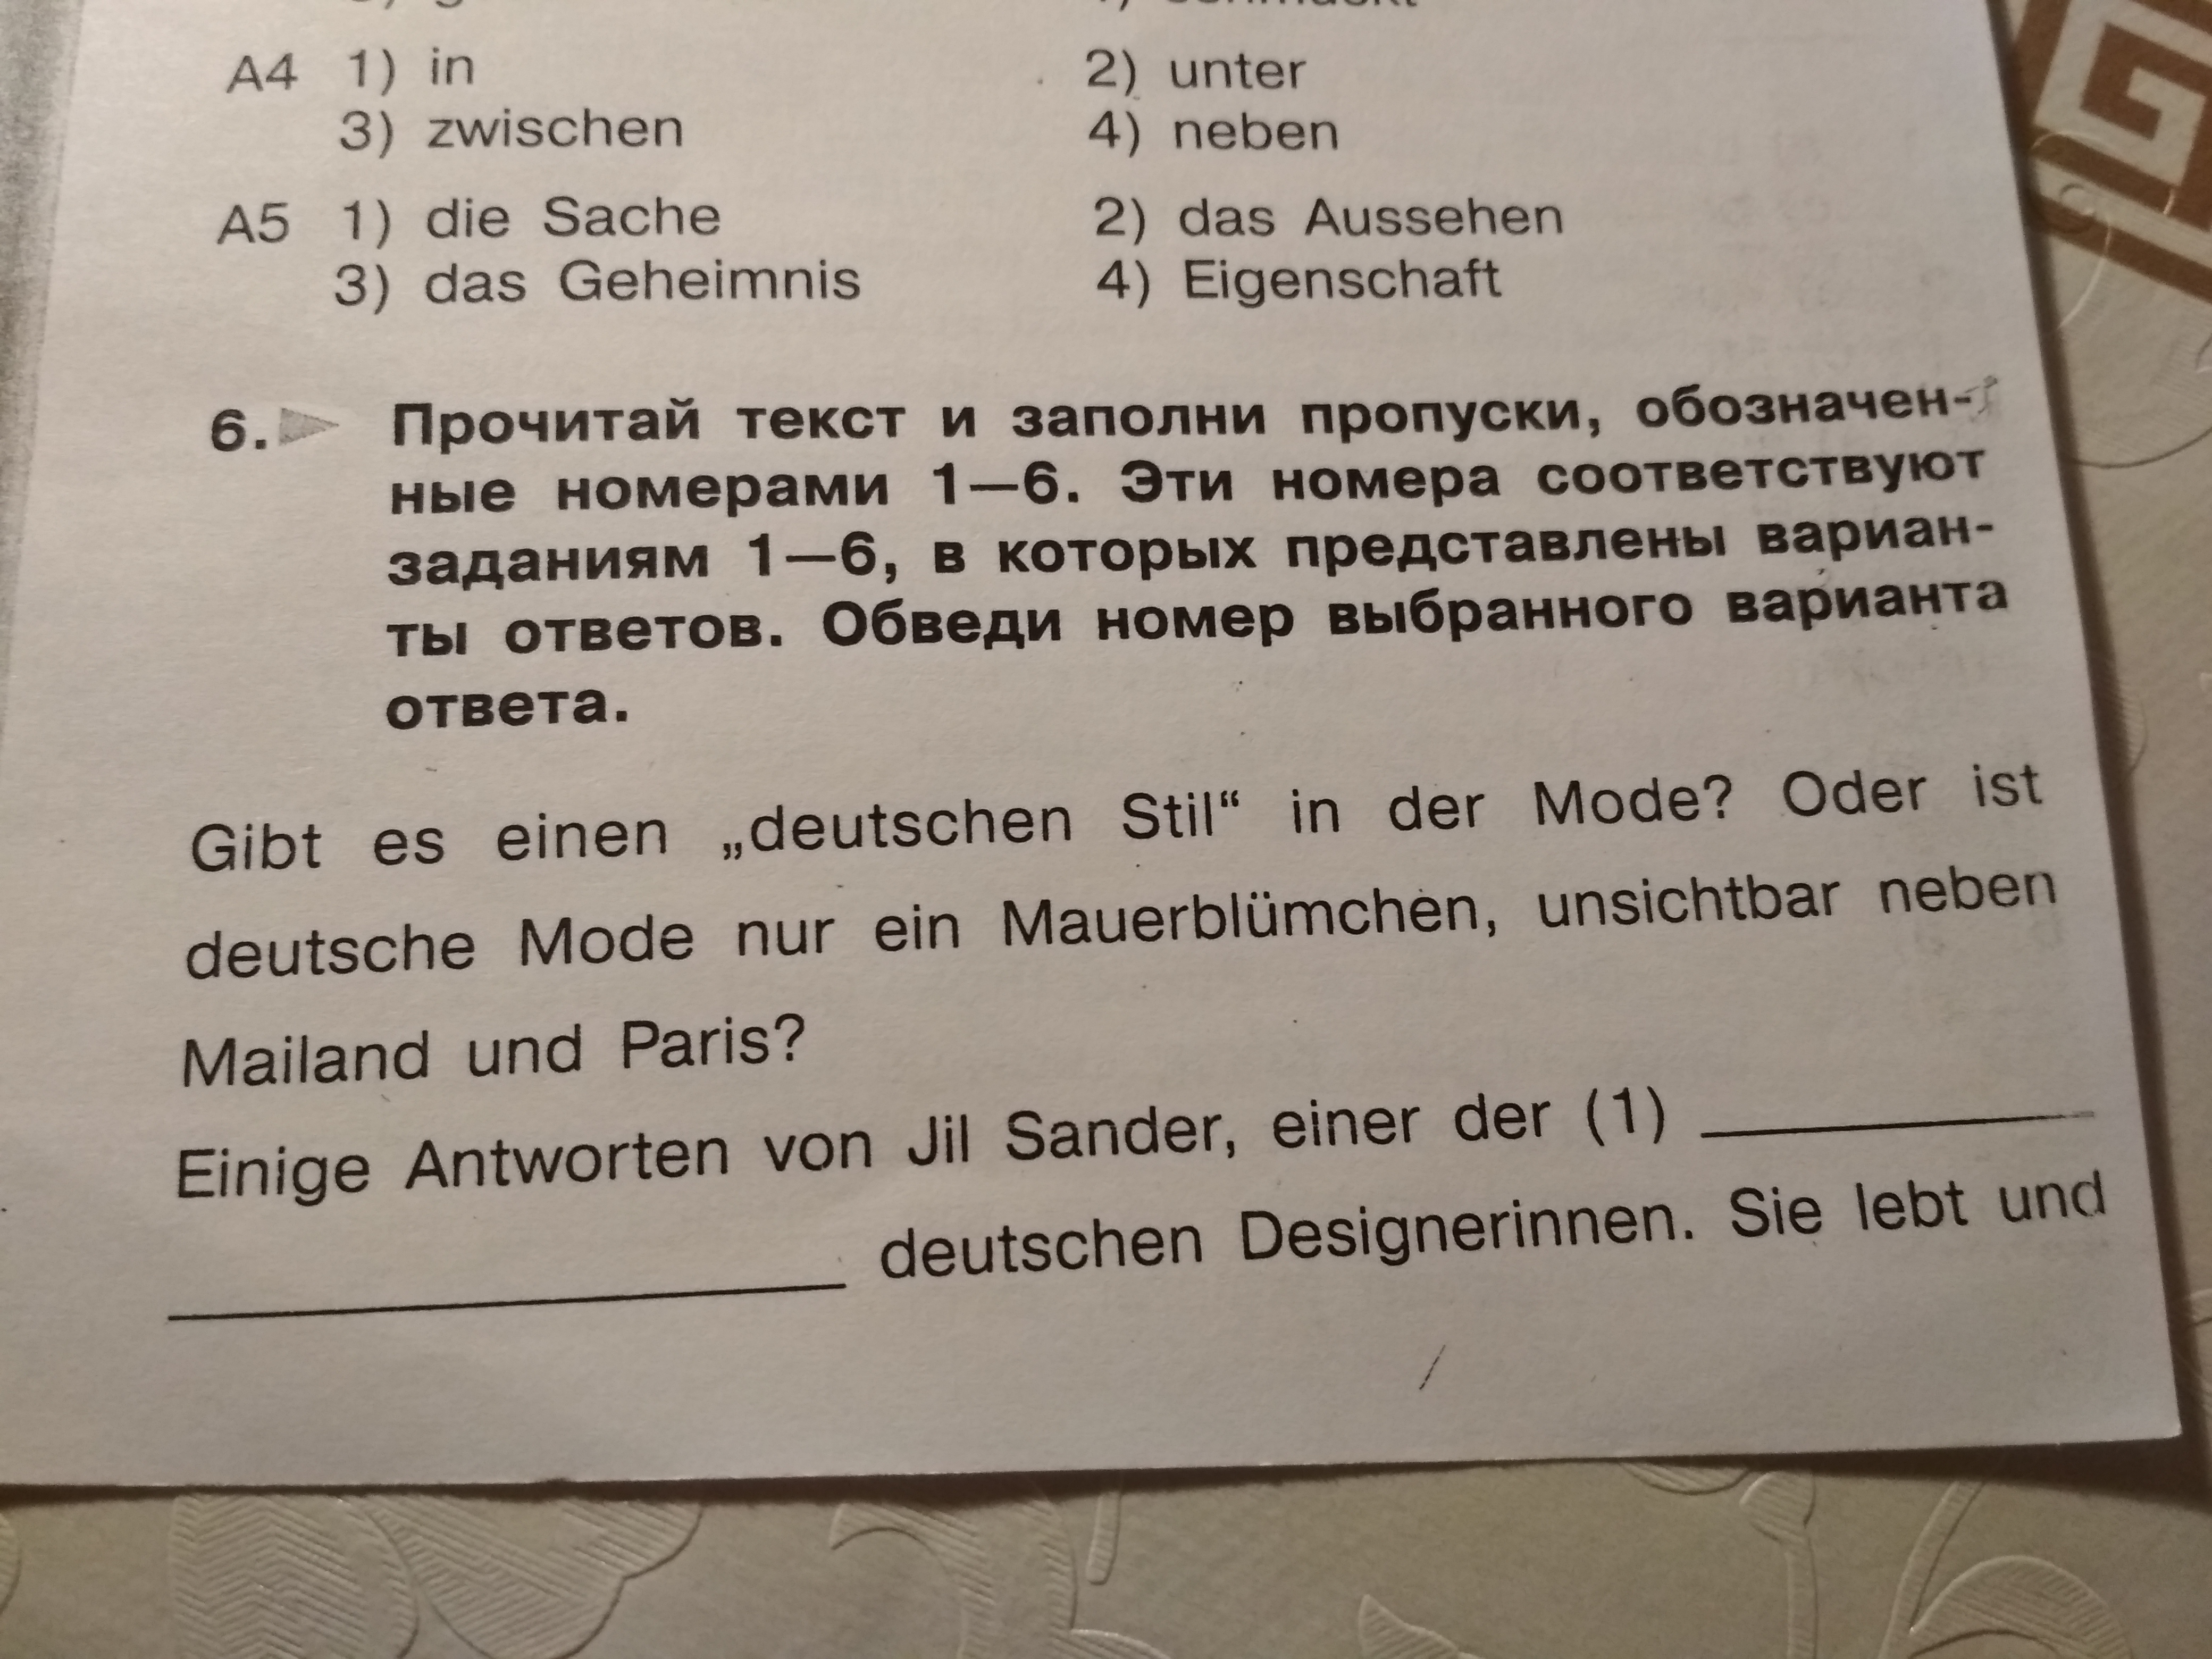 A4 1) in 2) unter
3) zwischen 4) neben
A5 1) die Sache 2) das Aussehen
3) das Geheimnis 4) Eigenschaft
6. Прочитай текст и заполни пропуски, обозначен-
ные номерами 1—6. Эти номера соответствуют
заданиям 1—6, в которых представлены вариан-
ты ответов. Обведи номер выбранного варианта
ответа.
Gibt es einen „deutschen Stil“ in der Mode? Oder ist
deutsche Mode nur ein Mauerblümchen, unsichtbar neben
Mailand und Paris?
Einige Antworten von Jil Sander, einer der (1) ______
______ deutschen Designerinnen. Sie lebt und